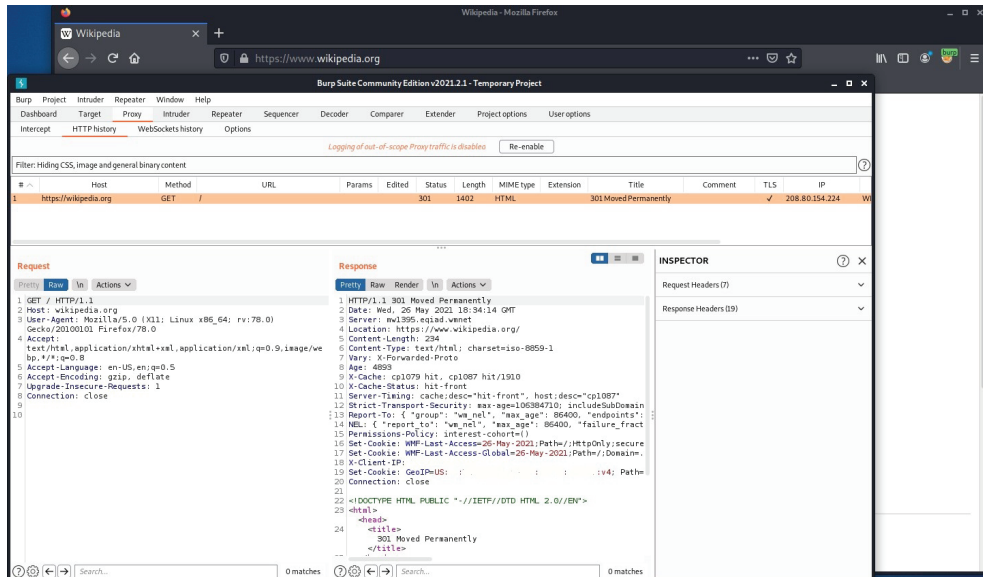 Wikipedia - Mozilla Firefox
W Wikipedia × +
https://www.wikipedia.org
burp
Burp Suite Community Edition v2021.2.1 - Temporary Project
Burp Project Intruder Repeater Window Help
Dashboard Target Proxy Intruder Repeater Sequencer Decoder Comparer Extender Project options User options
Intercept HTTP history WebSockets history Options
Logging of out-of-scope Proxy traffic is disabled Re-enable
Filter: Hiding CSS, image and general binary content
# Host Method URL Params Edited Status Length MIME type Extension Title Comment TLS IP
1 https://wikipedia.org GET / 301 1402 HTML 301 Moved Permanently ✓ 208.80.154.224
Request
Pretty Raw \n Actions
1 GET / HTTP/1.1
2 Host: wikipedia.org
3 User-Agent: Mozilla/5.0 (X11; Linux x86_64; rv:78.0)
Gecko/20100101 Firefox/78.0
4 Accept:
text/html,application/xhtml+xml,application/xml;q=0.9,image/we
bp,*/*;q=0.8
5 Accept-Language: en-US,en;q=0.5
6 Accept-Encoding: gzip, deflate
7 Upgrade-Insecure-Requests: 1
8 Connection: close
9
10
Search... 0 matches
Response
Pretty Raw Render \n Actions
1 HTTP/1.1 301 Moved Permanently
2 Date: Wed, 26 May 2021 18:34:14 GMT
3 Server: mw1395.eqiad.wmnet
4 Location: https://www.wikipedia.org/
5 Content-Length: 234
6 Content-Type: text/html; charset=iso-8859-1
7 Vary: X-Forwarded-Proto
8 Age: 4893
9 X-Cache: cp1079 hit, cp1087 hit/1910
10 X-Cache-Status: hit-front
11 Server-Timing: cache;desc="hit-front", host;desc="cp1087"
12 Strict-Transport-Security: max-age=106384710; includeSubDomain
13 Report-To: { "group": "wm_nel", "max_age": 86400, "endpoints":
14 NEL: { "report_to": "wm_nel", "max_age": 86400, "failure_fract
15 Permissions-Policy: interest-cohort=()
16 Set-Cookie: WMF-Last-Access=26-May-2021;Path=/;HttpOnly;secure
17 Set-Cookie: WMF-Last-Access-Global=26-May-2021;Path=/;Domain=.
18 X-Client-IP:
19 Set-Cookie: GeoIP=US: :v4; Path=
20 Connection: close
21
22 <!DOCTYPE HTML PUBLIC "-//IETF//DTD HTML 2.0//EN">
23 <html>
<head>
24 <title>
301 Moved Permanently
</title>
Search... 0 matches
INSPECTOR
Request Headers (7)
Response Headers (19)